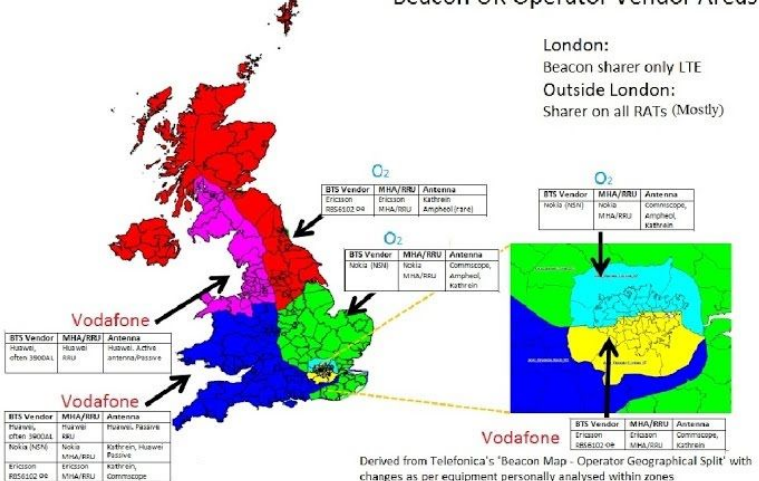 Beacon UK Operator Vendor Areas
London:
Beacon sharer only LTE
Outside London:
Sharer on all RATs (Mostly)
O2
BTS Vendor MHA/RRU Antenna
Ericsson Ericsson Kathrein
RBS6102 oe MHA/RRU Ampheol (rare)
O2
BTS Vendor MHA/RRU Antenna
Nokia (NSN) Nokia Commscope,
MHA/RRU Ampheol,
Kathrein
O2
BTS Vendor MHA/RRU Antenna
Nokia (NSN) Nokia Commscope,
MHA/RRU Ampheol,
Kathrein
Vodafone
BTS Vendor MHA/RRU Antenna
Huawei, Huawei Huawei. Active
often 3900AL RRU antenna/Passive
Vodafone
BTS Vendor MHA/RRU Antenna
Huawei, Huawei Huawei. Passive
often 3900AL RRU
Nokia (NSN) Nokia Kathrein, Huawei
MHA/RRU Passive
Ericsson Ericsson Kathrein,
RBS6102 oe MHA/RRU Commscope
Vodafone
BTS Vendor MHA/RRU Antenna
Ericsson Ericsson Commscope,
RBS6102 oe MHA/RRU Kathrein
Derived from Telefonica's 'Beacon Map - Operator Geographical Split' with
changes as per equipment personally analysed within zones